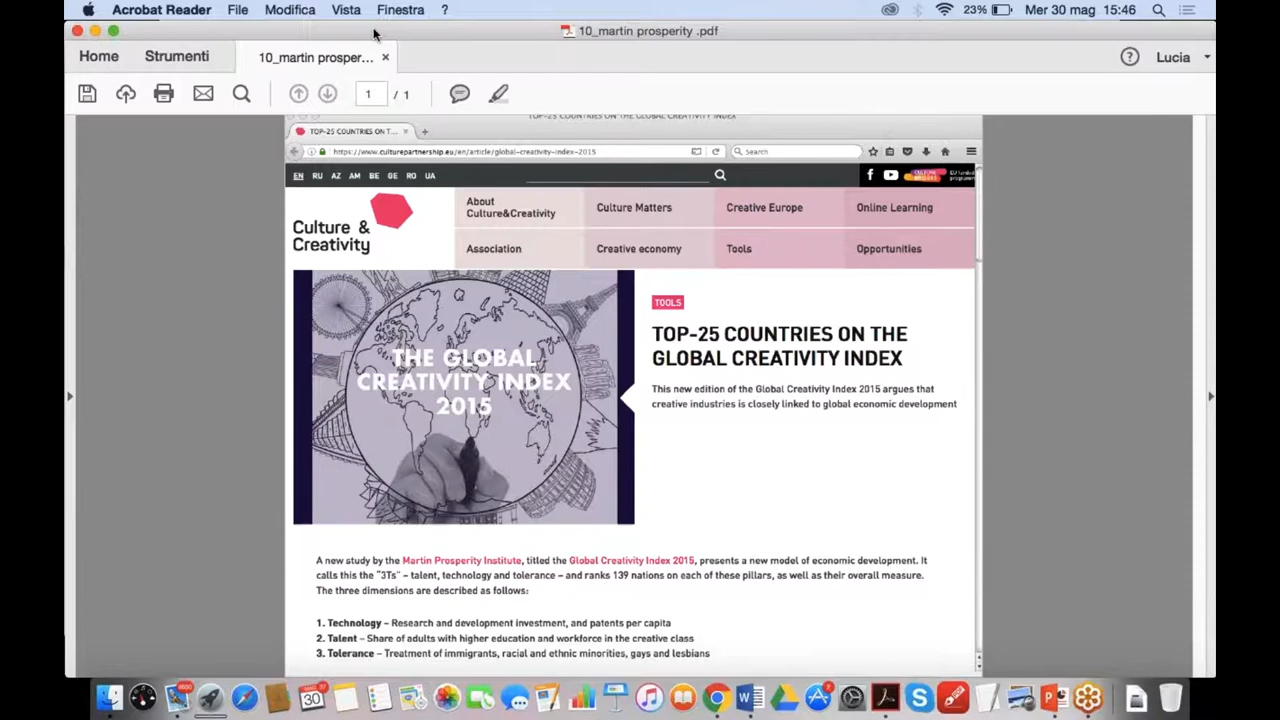 Acrobat Reader File Modifica Vista Finestra ? 23% Mer 30 mag 15:46
10_martin prosperity .pdf
Home Strumenti 10_martin prosper... × Lucia
1 / 1
TOP-25 COUNTRIES ON THE GLOBAL CREATIVITY INDEX
TOP-25 COUNTRIES ON T... × +
https://www.culturepartnership.eu/en/article/global-creativity-index-2015 Search
EN RU AZ AM BE GE RO UA
About
Culture&Creativity
Culture Matters
Creative Europe
Online Learning
Culture &
Creativity
Association
Creative economy
Tools
Opportunities
THE GLOBAL
CREATIVITY INDEX
2015
TOOLS
TOP-25 COUNTRIES ON THE
GLOBAL CREATIVITY INDEX
This new edition of the Global Creativity Index 2015 argues that
creative industries is closely linked to global economic development
A new study by the Martin Prosperity Institute, titled the Global Creativity Index 2015, presents a new model of economic development. It
calls this the "3Ts" – talent, technology and tolerance – and ranks 139 nations on each of these pillars, as well as their overall measure.
The three dimensions are described as follows:
1. Technology – Research and development investment, and patents per capita
2. Talent – Share of adults with higher education and workforce in the creative class
3. Tolerance – Treatment of immigrants, racial and ethnic minorities, gays and lesbians
30